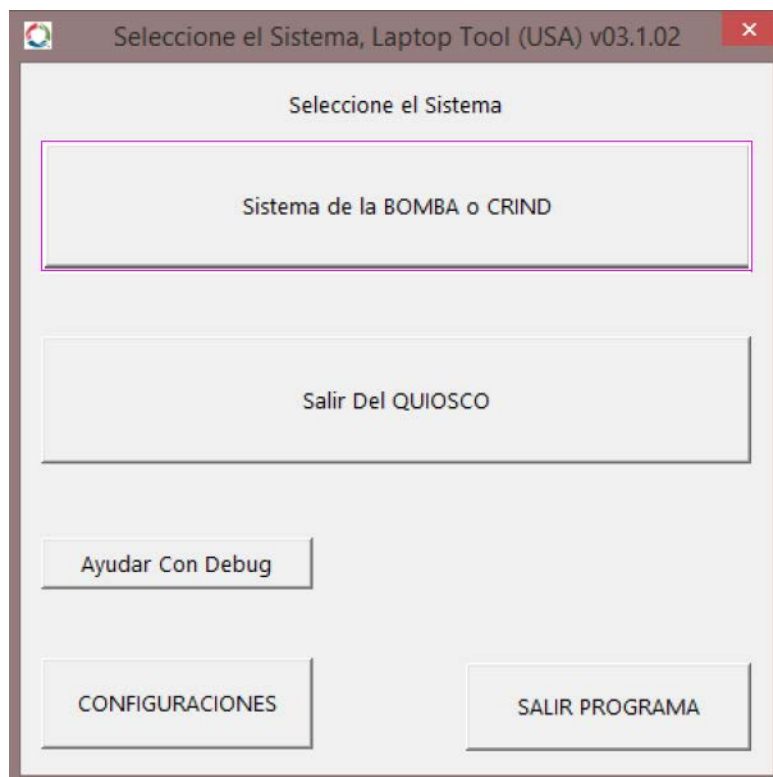 Seleccione el Sistema, Laptop Tool (USA) v03.1.02
Seleccione el Sistema
Sistema de la BOMBA o CRIND
Salir Del QUIOSCO
Ayudar Con Debug
CONFIGURACIONES
SALIR PROGRAMA